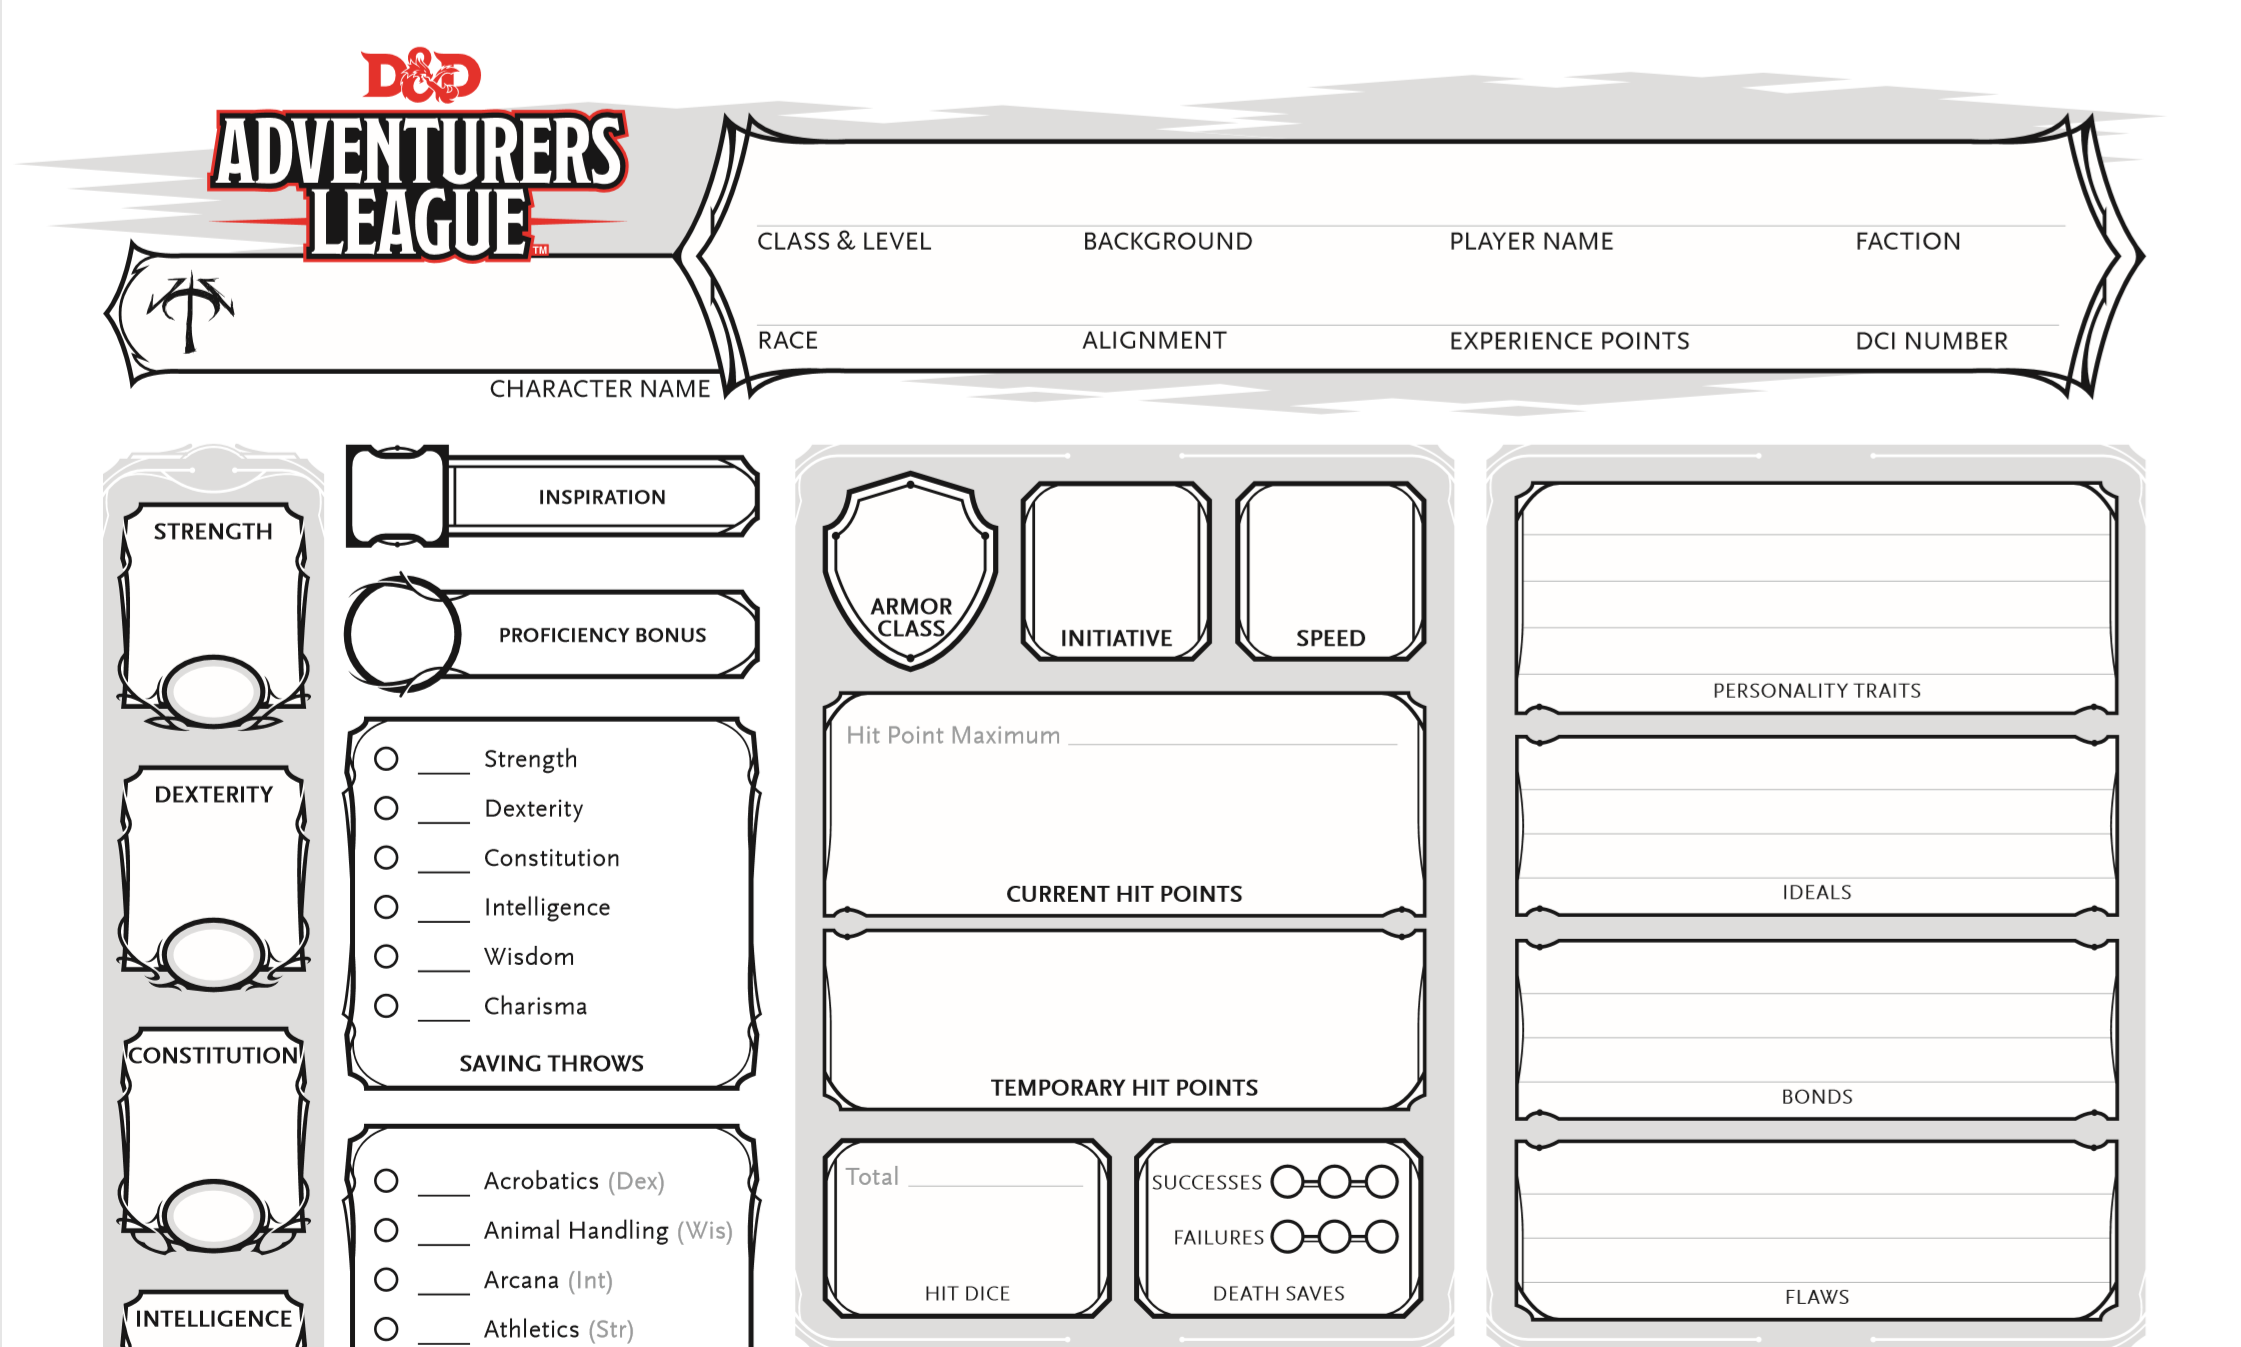 D&D
ADVENTURERS
LEAGUE
TM
CLASS & LEVEL BACKGROUND PLAYER NAME FACTION
RACE ALIGNMENT EXPERIENCE POINTS DCI NUMBER
CHARACTER NAME
STRENGTH
DEXTERITY
CONSTITUTION
INTELLIGENCE
INSPIRATION
PROFICIENCY BONUS
Strength
Dexterity
Constitution
Intelligence
Wisdom
Charisma
SAVING THROWS
Acrobatics (Dex)
Animal Handling (Wis)
Arcana (Int)
Athletics (Str)
ARMOR
CLASS
INITIATIVE
SPEED
Hit Point Maximum
CURRENT HIT POINTS
TEMPORARY HIT POINTS
Total
HIT DICE
SUCCESSES
FAILURES
DEATH SAVES
PERSONALITY TRAITS
IDEALS
BONDS
FLAWS